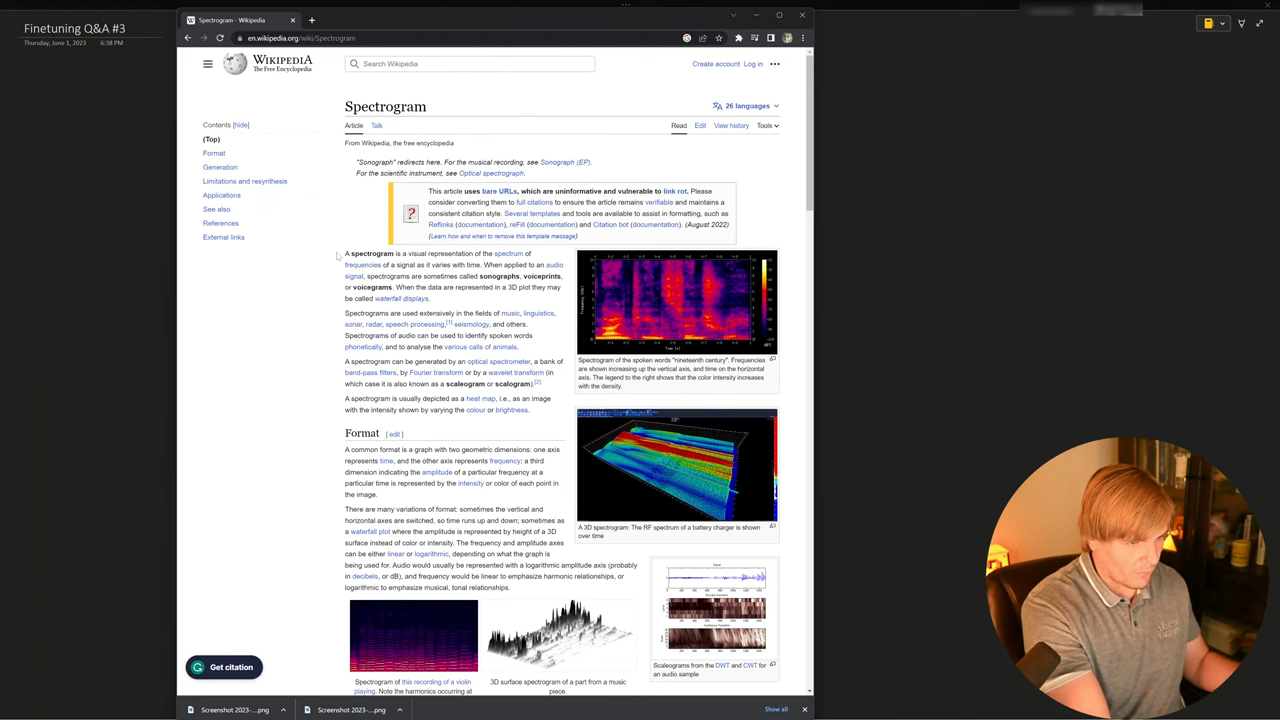 Finetuning Q&A #3
Thursday, June 1, 2023 6:38 PM
Spectrogram - Wikipedia
en.wikipedia.org/wiki/Spectrogram
WIKIPEDIA
The Free Encyclopedia
Search Wikipedia
Create account Log in
Spectrogram
26 languages
Article Talk
Read Edit View history Tools
From Wikipedia, the free encyclopedia
Contents [hide]
(Top)
Format
Generation
Limitations and resynthesis
Applications
See also
References
External links
"Sonograph" redirects here. For the musical recording, see Sonograph (EP).
For the scientific instrument, see Optical spectrograph.
This article uses bare URLs, which are uninformative and vulnerable to link rot. Please
consider converting them to full citations to ensure the article remains verifiable and maintains a
consistent citation style. Several templates and tools are available to assist in formatting, such as
Reflinks (documentation), reFill (documentation) and Citation bot (documentation). (August 2022)
(Learn how and when to remove this template message)
A spectrogram is a visual representation of the spectrum of
frequencies of a signal as it varies with time. When applied to an audio
signal, spectrograms are sometimes called sonographs, voiceprints,
or voicegrams. When the data are represented in a 3D plot they may
be called waterfall displays.
Spectrograms are used extensively in the fields of music, linguistics,
sonar, radar, speech processing,[1] seismology, and others.
Spectrograms of audio can be used to identify spoken words
phonetically, and to analyse the various calls of animals.
A spectrogram can be generated by an optical spectrometer, a bank of
band-pass filters, by Fourier transform or by a wavelet transform (in
which case it is also known as a scaleogram or scalogram).[2]
A spectrogram is usually depicted as a heat map, i.e., as an image
with the intensity shown by varying the colour or brightness.
Spectrogram of the spoken words "nineteenth century". Frequencies
are shown increasing up the vertical axis, and time on the horizontal
axis. The legend to the right shows that the color intensity increases
with the density.
Format [ edit ]
A common format is a graph with two geometric dimensions: one axis
represents time, and the other axis represents frequency; a third
dimension indicating the amplitude of a particular frequency at a
particular time is represented by the intensity or color of each point in
the image.
There are many variations of format: sometimes the vertical and
horizontal axes are switched, so time runs up and down; sometimes as
a waterfall plot where the amplitude is represented by height of a 3D
surface instead of color or intensity. The frequency and amplitude axes
can be either linear or logarithmic, depending on what the graph is
being used for. Audio would usually be represented with a logarithmic amplitude axis (probably
in decibels, or dB), and frequency would be linear to emphasize harmonic relationships, or
logarithmic to emphasize musical, tonal relationships.
A 3D spectrogram: The RF spectrum of a battery charger is shown
over time
Scaleograms from the DWT and CWT for
an audio sample
Spectrogram of this recording of a violin
playing. Note the harmonics occurring at
3D surface spectrogram of a part from a music
piece.
Get citation
Screenshot 2023-....png
Screenshot 2023-....png
Show all